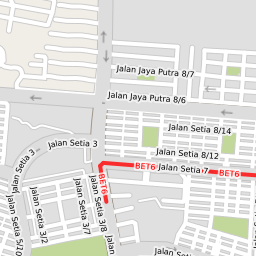 Jalan Jaya Putra 8/7
Jalan Jaya Putra 8/6
Jalan Setia 8/14
Jalan Setia 3
Jalan Setia 3
Jalan Setia 8/12
BET6
Jalan Setia 7
BET6
BET6
Jalan Setia 3/8
Jalan Setia 3/7
Jalan Setia 3/2
Jalan Setia 5/10